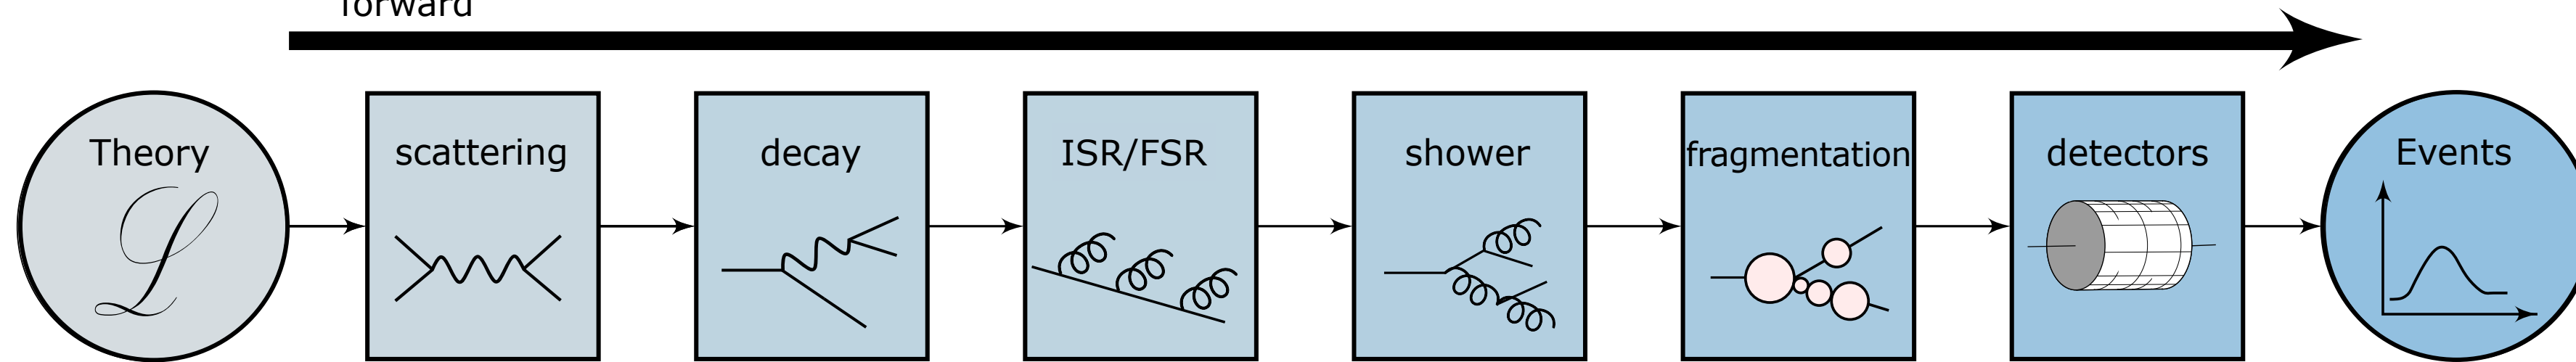 forward
Theory
ℒ
scattering
decay
ISR/FSR
shower
fragmentation
detectors
Events